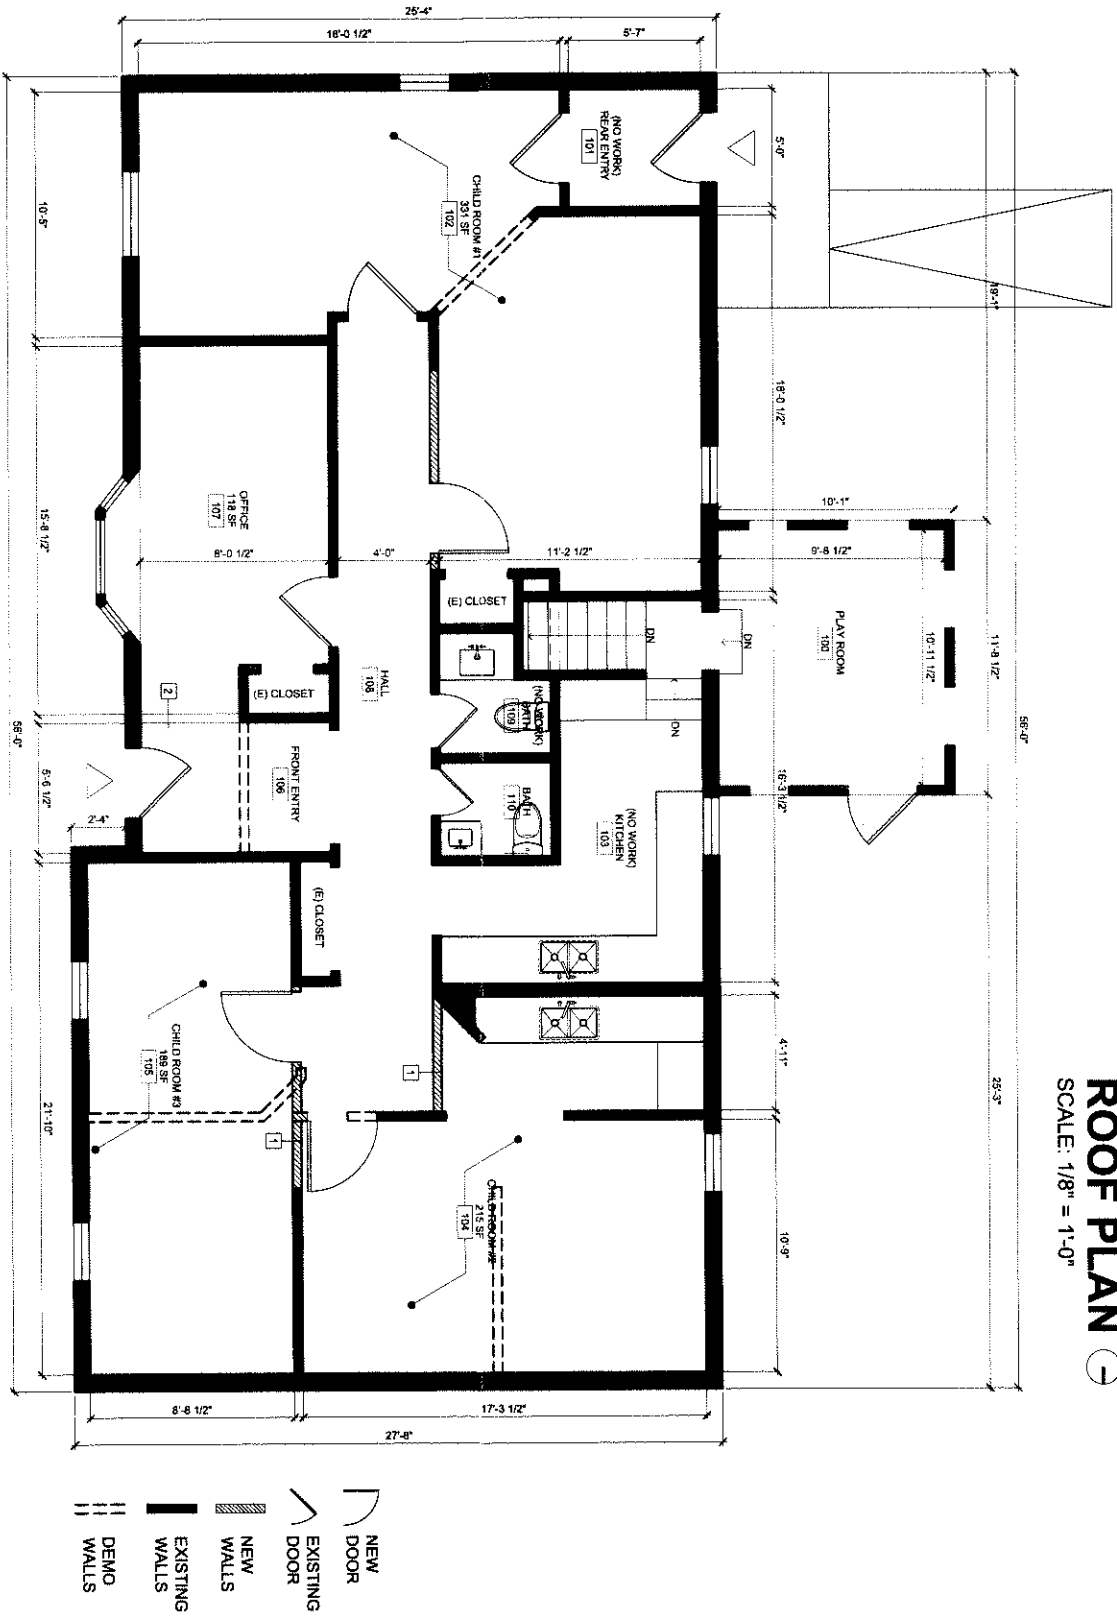 ROOF PLAN
SCALE: 1/8" = 1'-0"
25'-4"
18'-0 1/2"
5'-7"
5'-0"
19'-1"
(NO WORK)
REAR ENTRY
101
CHILD ROOM #1
331 SF
102
10'-5"
18'-0 1/2"
10'-1"
9'-8 1/2"
10'-11 1/2"
11'-8 1/2"
56'-0"
PLAY ROOM
100
DN
DN
DN
OFFICE
118 SF
107
15'-8 1/2"
8'-0 1/2"
4'-0"
11'-2 1/2"
(E) CLOSET
HALL
108
(E) CLOSET
2
(NO WORK)
BATH
109
BATH
110
FRONT ENTRY
106
5'-6 1/2"
56'-0"
2'-4"
16'-3 1/2"
(NO WORK)
KITCHEN
103
(E) CLOSET
CHILD ROOM #3
189 SF
105
1
1
4'-11"
25'-3"
21'-10"
CHILD ROOM #2
215 SF
104
10'-9"
8'-8 1/2"
17'-3 1/2"
27'-8"
NEW
DOOR
EXISTING
DOOR
NEW
WALLS
EXISTING
WALLS
DEMO
WALLS